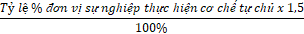 Tỷ lệ % đơn vị sự nghiệp thực hiện cơ chế tự chủ x 1,5
100%